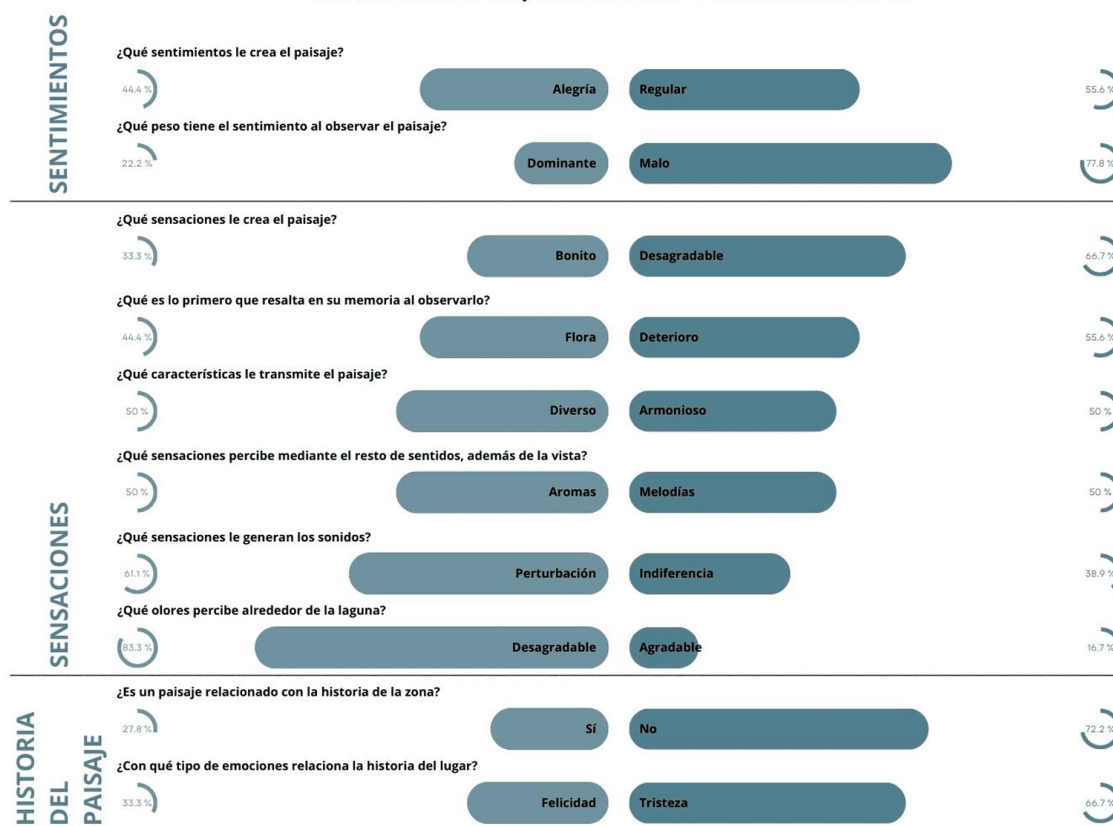 SENTIMIENTOS
¿Qué sentimientos le crea el paisaje?
44.4 % Alegría Regular 55.6 %
¿Qué peso tiene el sentimiento al observar el paisaje?
22.2 % Dominante Malo 77.8 %
SENSACIONES
¿Qué sensaciones le crea el paisaje?
33.3 % Bonito Desagradable 66.7 %
¿Qué es lo primero que resalta en su memoria al observarlo?
44.4 % Flora Deterioro 55.6 %
¿Qué características le transmite el paisaje?
50 % Diverso Armonioso 50 %
¿Qué sensaciones percibe mediante el resto de sentidos, además de la vista?
50 % Aromas Melodías 50 %
¿Qué sensaciones le generan los sonidos?
61.1 % Perturbación Indiferencia 38.9 %
¿Qué olores percibe alrededor de la laguna?
83.3 % Desagradable Agradable 16.7 %
HISTORIA
DEL
PAISAJE
¿Es un paisaje relacionado con la historia de la zona?
27.8 % Sí No 72.2 %
¿Con qué tipo de emociones relaciona la historia del lugar?
33.3 % Felicidad Tristeza 66.7 %